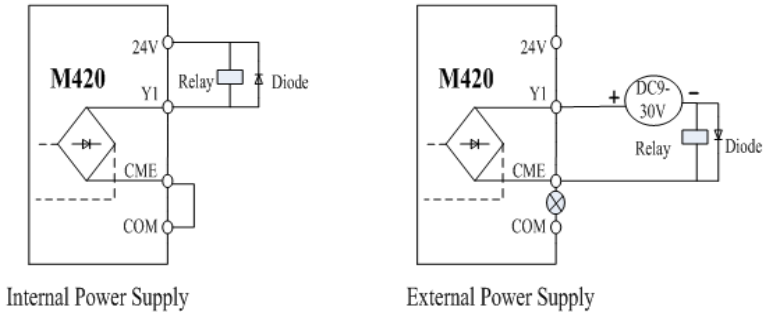 24V
M420
Relay
Diode
Y1
CME
COM
Internal Power Supply
24V
M420
Y1
+
DC9-
30V
−
Relay
Diode
CME
COM
External Power Supply